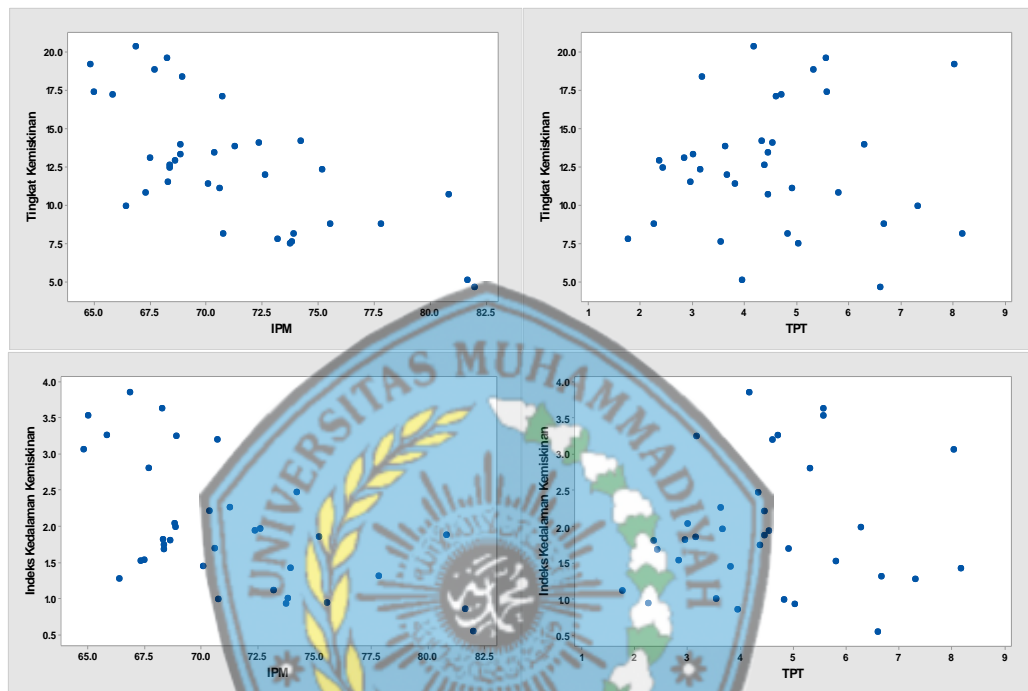 Tingkat Kemiskinan
20.0
17.5
15.0
12.5
10.0
7.5
5.0
65.0 67.5 70.0 72.5 75.0 77.5 80.0 82.5
IPM
Tingkat Kemiskinan
20.0
17.5
15.0
12.5
10.0
7.5
5.0
1 2 3 4 5 6 7 8 9
TPT
Indeks Kedalaman Kemiskinan
4.0
3.5
3.0
2.5
2.0
1.5
1.0
0.5
65.0 67.5 70.0 72.5 75.0 77.5 80.0 82.5
IPM
Indeks Kedalaman Kemiskinan
4.0
3.5
3.0
2.5
2.0
1.5
1.0
0.5
1 2 3 4 5 6 7 8 9
TPT
UNIVERSITAS MUHAMMADIYAH